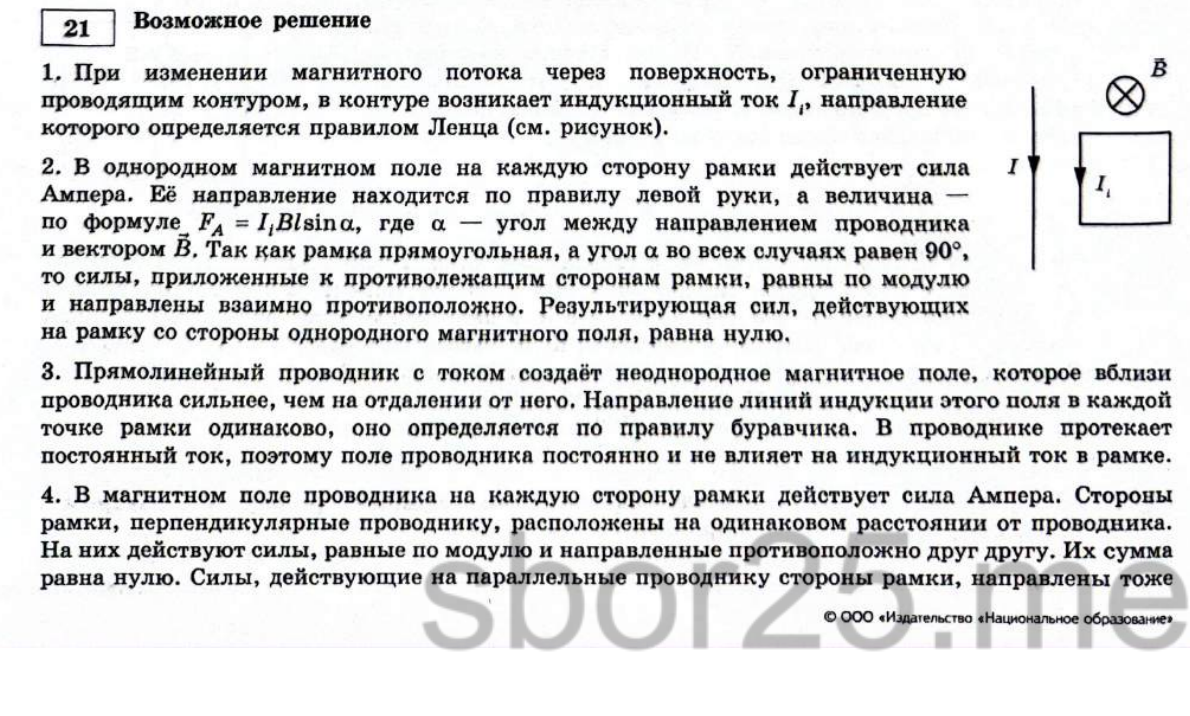 21 Возможное решение
1. При изменении магнитного потока через поверхность, ограниченную
проводящим контуром, в контуре возникает индукционный ток Iᵢ, направление
которого определяется правилом Ленца (см. рисунок).
2. В однородном магнитном поле на каждую сторону рамки действует сила
Ампера. Её направление находится по правилу левой руки, а величина —
по формуле F_A = IᵢBlsinα, где α — угол между направлением проводника
и вектором B⃗. Так как рамка прямоугольная, а угол α во всех случаях равен 90°,
то силы, приложенные к противолежащим сторонам рамки, равны по модулю
и направлены взаимно противоположно. Результирующая сил, действующих
на рамку со стороны однородного магнитного поля, равна нулю.
B⃗
I
Iᵢ
3. Прямолинейный проводник с током создаёт неоднородное магнитное поле, которое вблизи
проводника сильнее, чем на отдалении от него. Направление линий индукции этого поля в каждой
точке рамки одинаково, оно определяется по правилу буравчика. В проводнике протекает
постоянный ток, поэтому поле проводника постоянно и не влияет на индукционный ток в рамке.
4. В магнитном поле проводника на каждую сторону рамки действует сила Ампера. Стороны
рамки, перпендикулярные проводнику, расположены на одинаковом расстоянии от проводника.
На них действуют силы, равные по модулю и направленные противоположно друг другу. Их сумма
равна нулю. Силы, действующие на параллельные проводнику стороны рамки, направлены тоже
© ООО «Издательство «Национальное образование»
sbor25.me